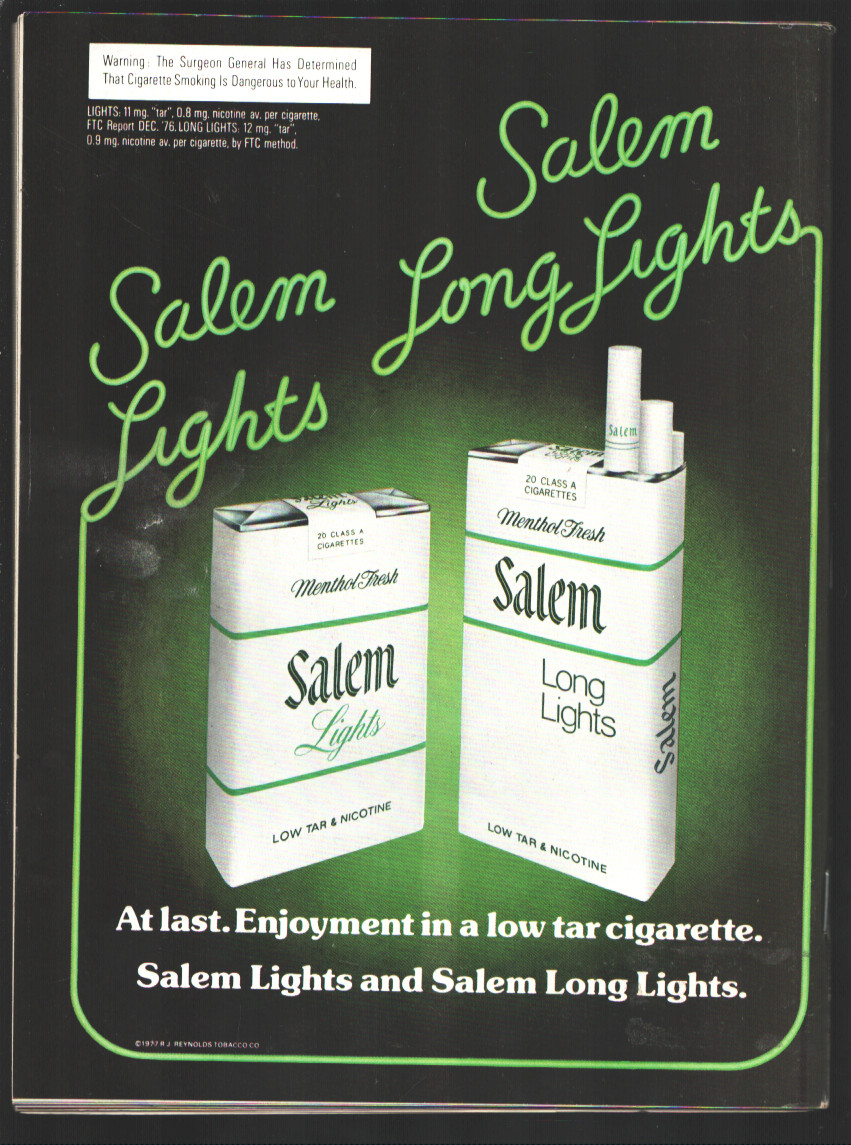 Warning: The Surgeon General Has Determined
That Cigarette Smoking Is Dangerous to Your Health.
LIGHTS: 11 mg. "tar", 0.8 mg. nicotine av. per cigarette,
FTC Report DEC. '76. LONG LIGHTS: 12 mg. "tar",
0.9 mg. nicotine av. per cigarette, by FTC method.
Salem
Long Lights
Salem
Lights
Salem
Lights
20 CLASS A
CIGARETTES
Menthol Fresh
Salem
Lights
LOW TAR & NICOTINE
Salem
Salem
20 CLASS A
CIGARETTES
Menthol Fresh
Salem
Long
Lights
Salem
LOW TAR & NICOTINE
At last. Enjoyment in a low tar cigarette.
Salem Lights and Salem Long Lights.
©1977 R.J. REYNOLDS TOBACCO CO.